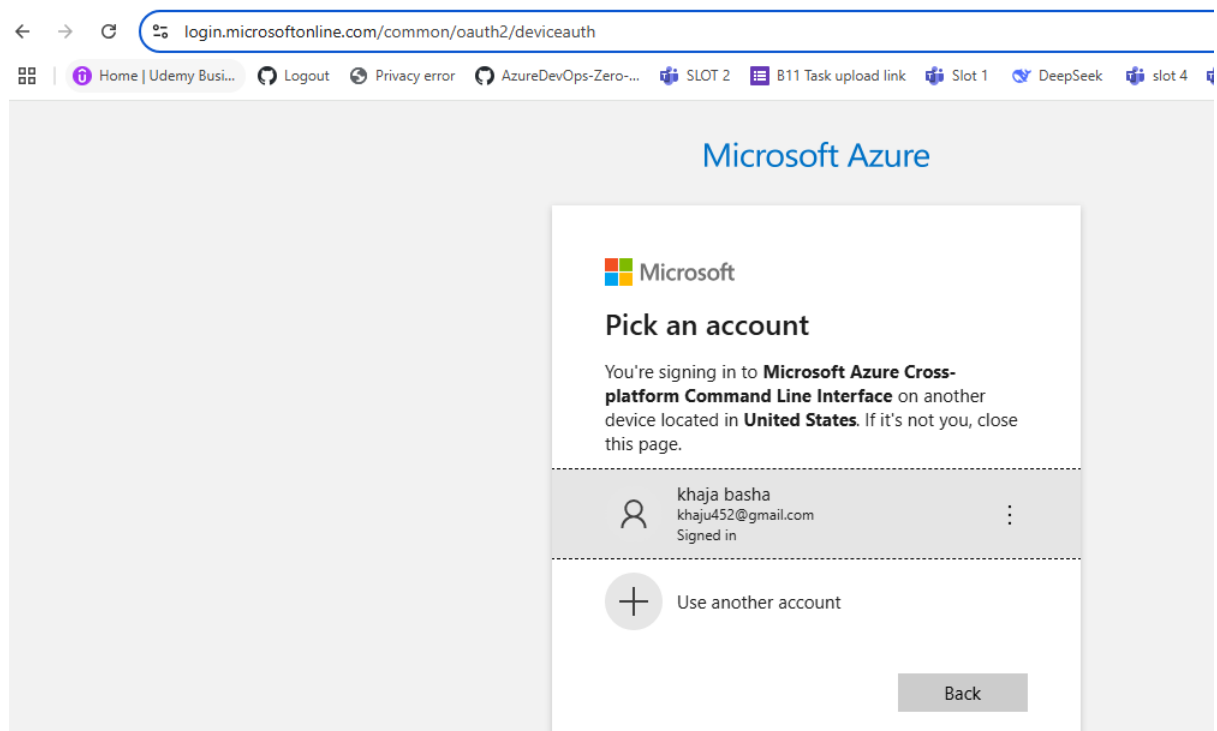 login.microsoftonline.com/common/oauth2/deviceauth
Home | Udemy Busi... Logout Privacy error AzureDevOps-Zero-... SLOT 2 B11 Task upload link Slot 1 DeepSeek slot 4
Microsoft Azure
Microsoft
Pick an account
You're signing in to Microsoft Azure Cross-
platform Command Line Interface on another
device located in United States. If it's not you, close
this page.
khaja basha
khaju452@gmail.com
Signed in
Use another account
Back